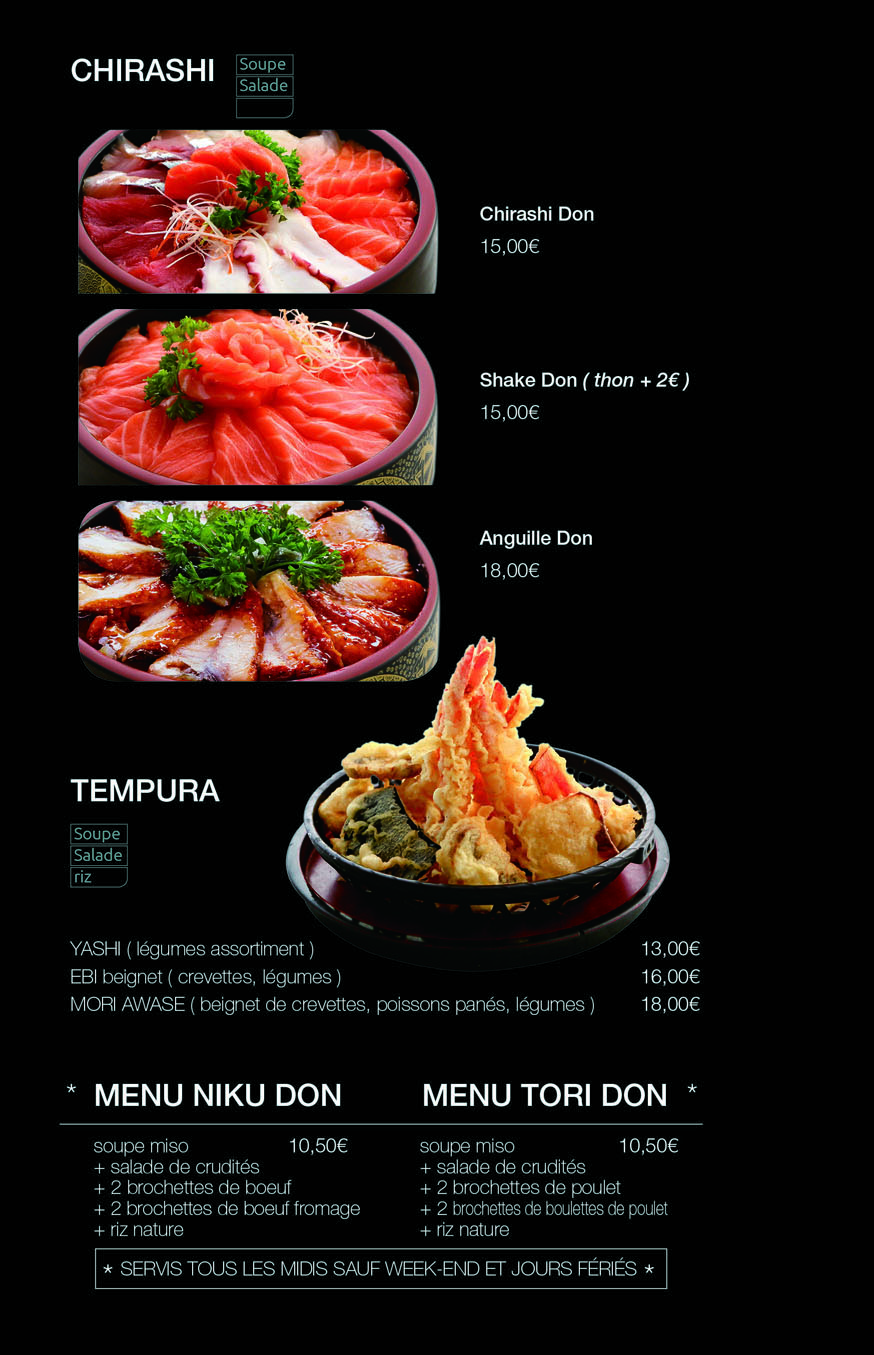 CHIRASHI
Soupe
Salade
Chirashi Don
15,00€
Shake Don ( thon + 2€ )
15,00€
Anguille Don
18,00€
TEMPURA
Soupe
Salade
riz
YASHI ( légumes assortiment ) 13,00€
EBI beignet ( crevettes, légumes ) 16,00€
MORI AWASE ( beignet de crevettes, poissons panés, légumes ) 18,00€
* MENU NIKU DON
soupe miso 10,50€
+ salade de crudités
+ 2 brochettes de boeuf
+ 2 brochettes de boeuf fromage
+ riz nature
MENU TORI DON *
soupe miso 10,50€
+ salade de crudités
+ 2 brochettes de poulet
+ 2 brochettes de boulettes de poulet
+ riz nature
* SERVIS TOUS LES MIDIS SAUF WEEK-END ET JOURS FÉRIÉS *